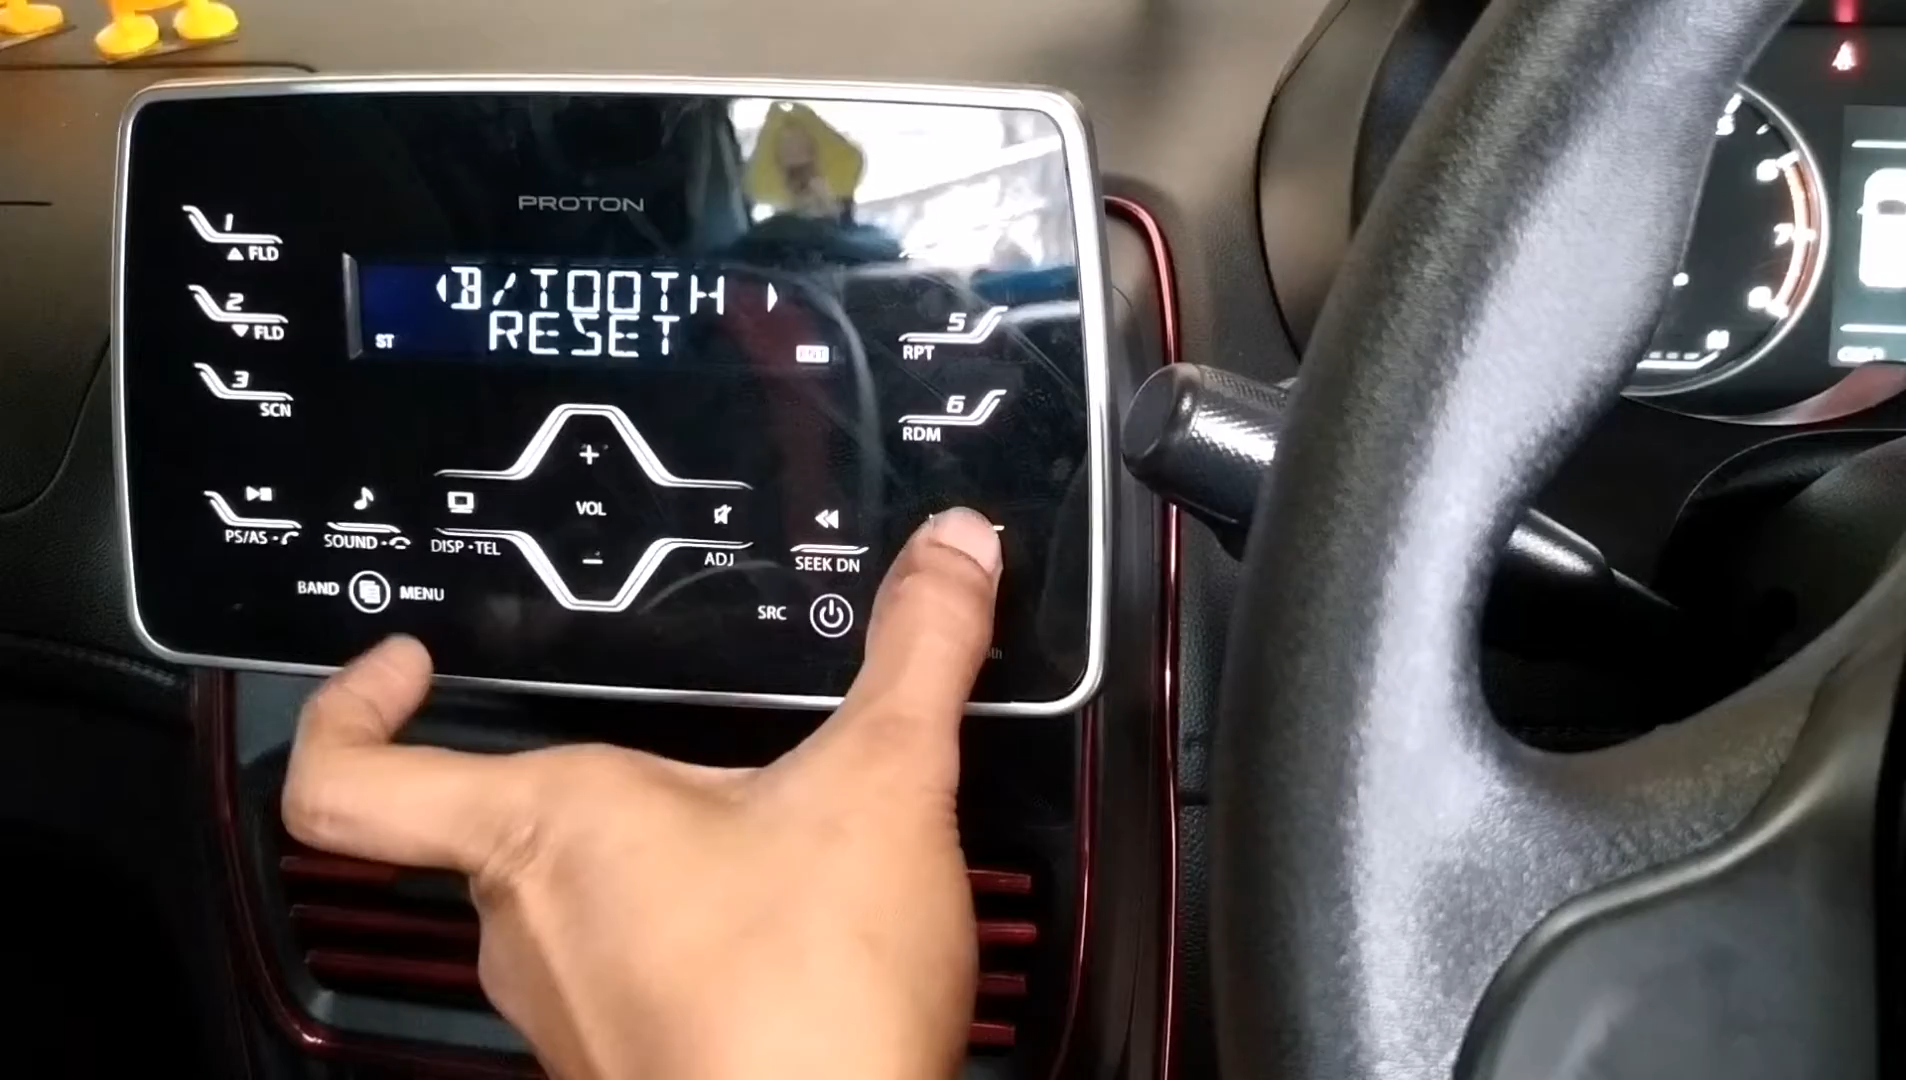 PROTON
1
▲ FLD
2
▼ FLD
3
SCN
B/TOOTH
RESET
ST
5
RPT
6
RDM
+
VOL
−
PS/AS
SOUND
DISP • TEL
ADJ
SEEK DN
BAND
MENU
SRC
7